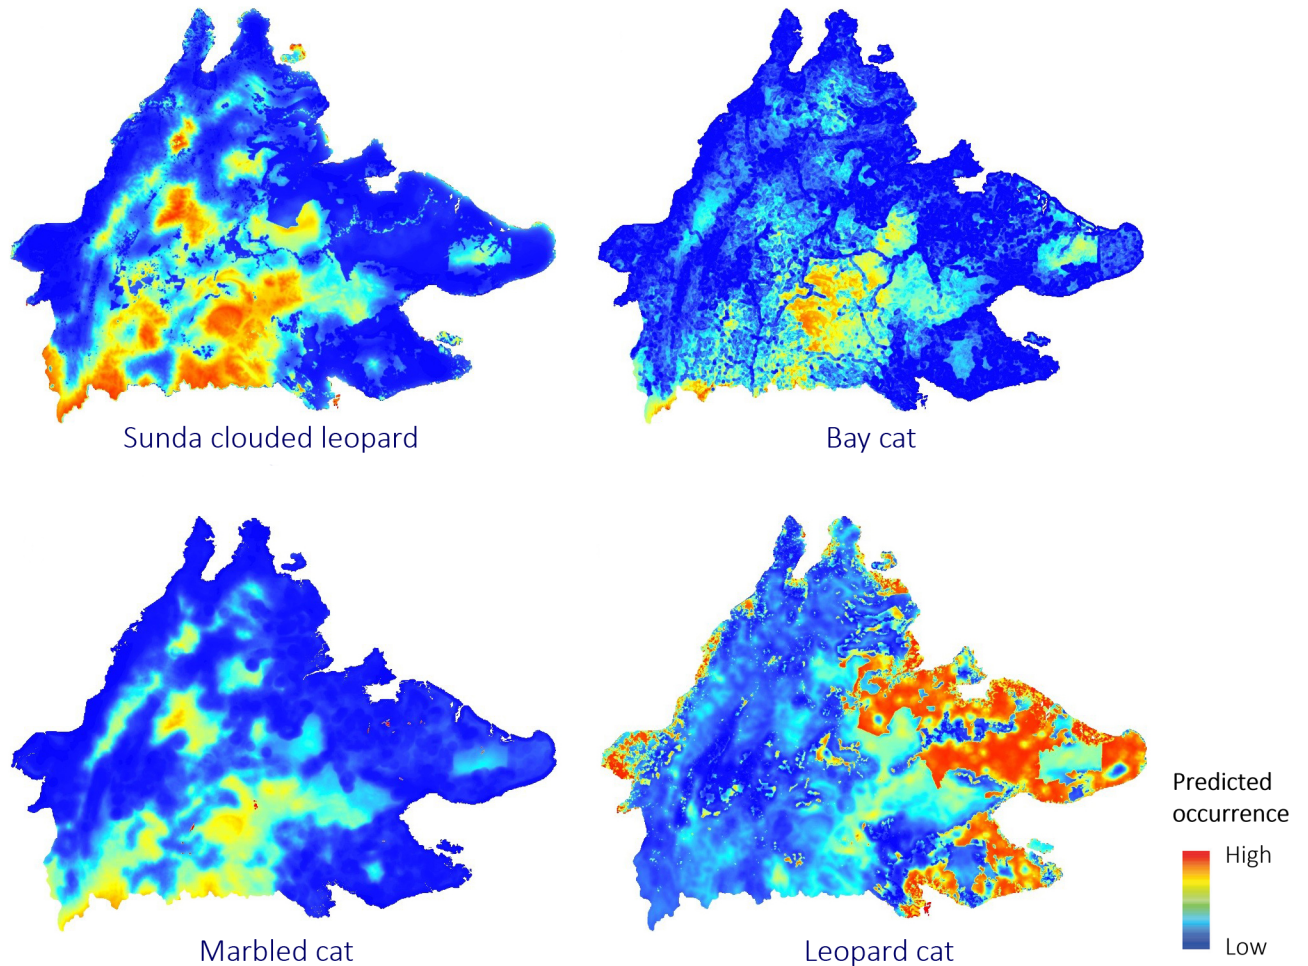 Sunda clouded leopard
Bay cat
Marbled cat
Leopard cat
Predicted
occurrence
High
Low